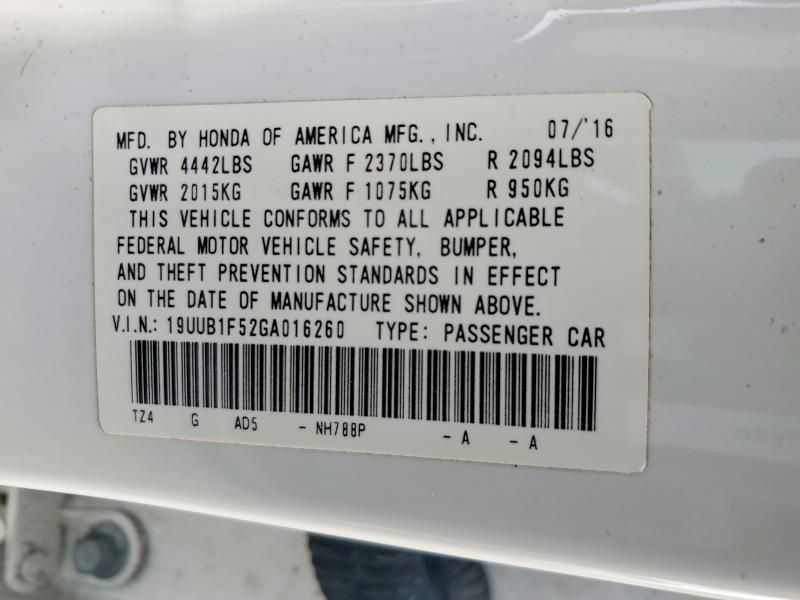 MFD. BY HONDA OF AMERICA MFG., INC. 07/'16
GVWR 4442LBS GAWR F 2370LBS R 2094LBS
GVWR 2015KG GAWR F 1075KG R 950KG
THIS VEHICLE CONFORMS TO ALL APPLICABLE
FEDERAL MOTOR VEHICLE SAFETY, BUMPER,
AND THEFT PREVENTION STANDARDS IN EFFECT
ON THE DATE OF MANUFACTURE SHOWN ABOVE.
V.I.N.: 19UUB1F52GA016260 TYPE: PASSENGER CAR
TZ4 G AD5 - NH788P - A - A